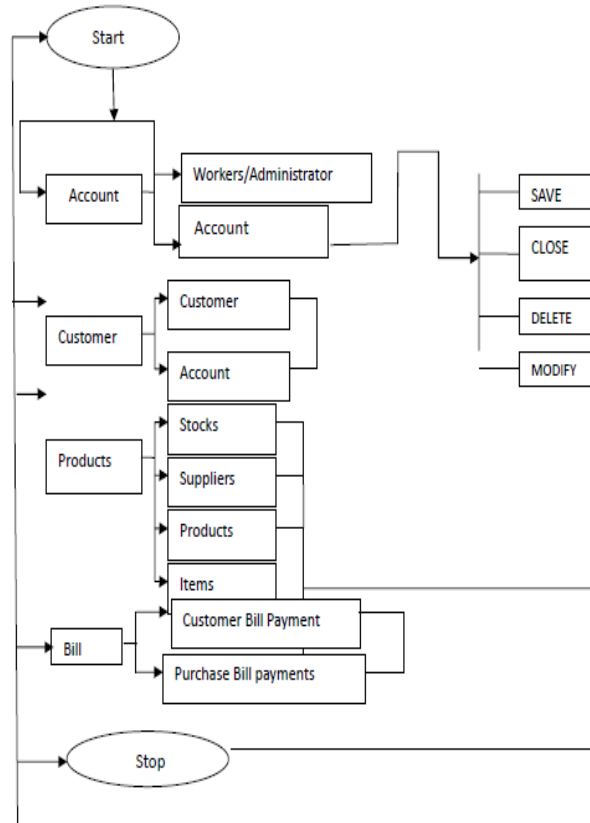 Start
Workers/Administrator
Account
Account
SAVE
CLOSE
Customer
Customer
DELETE
Account
MODIFY
Stocks
Products
Suppliers
Products
Items
Customer Bill Payment
Bill
Purchase Bill payments
Stop